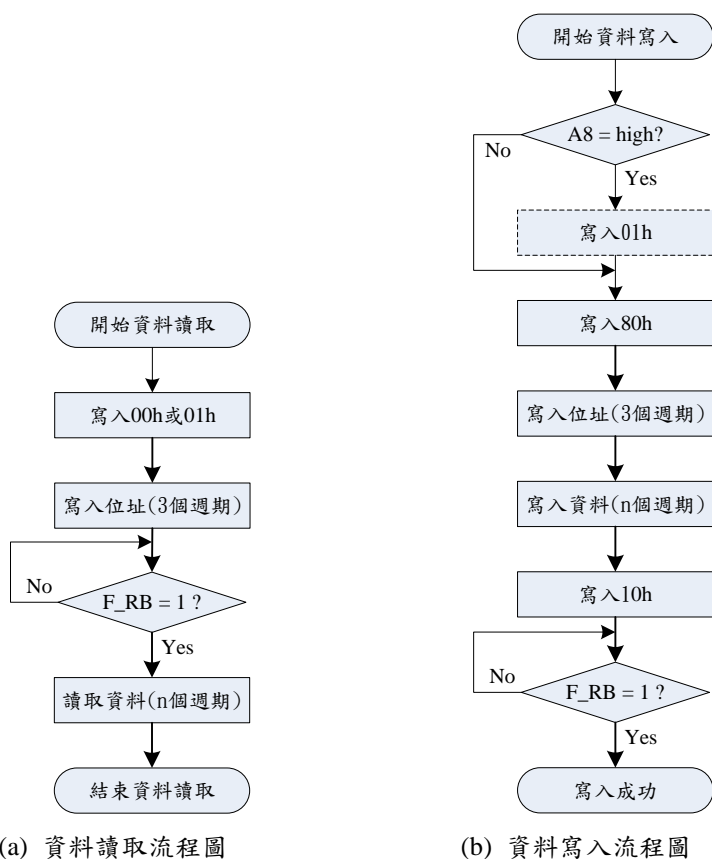 開始資料讀取
寫入00h或01h
寫入位址(3個週期)
No
F_RB = 1 ?
Yes
讀取資料(n個週期)
結束資料讀取
(a) 資料讀取流程圖
開始資料寫入
A8 = high?
No
Yes
寫入01h
寫入80h
寫入位址(3個週期)
寫入資料(n個週期)
寫入10h
No
F_RB = 1 ?
Yes
寫入成功
(b) 資料寫入流程圖